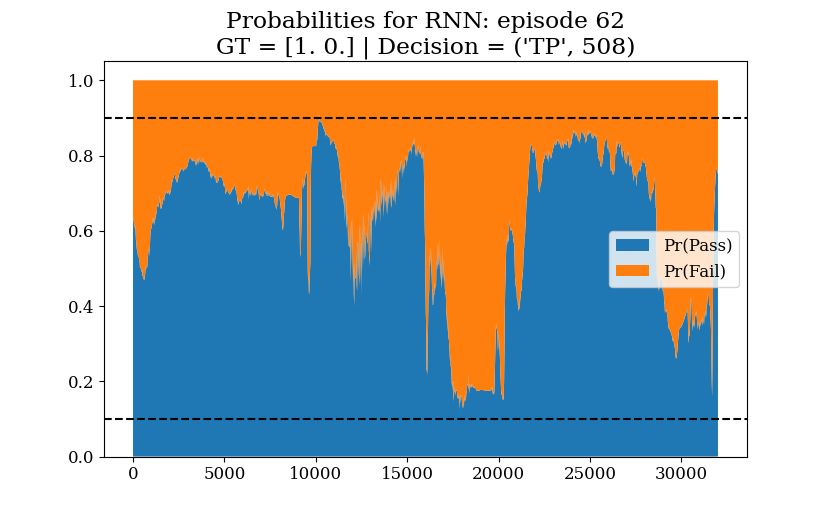 Probabilities for RNN: episode 62
GT = [1. 0.] | Decision = ('TP', 508)
1.0
0.8
0.6
0.4
0.2
0.0
Pr(Pass)
Pr(Fail)
0 5000 10000 15000 20000 25000 30000